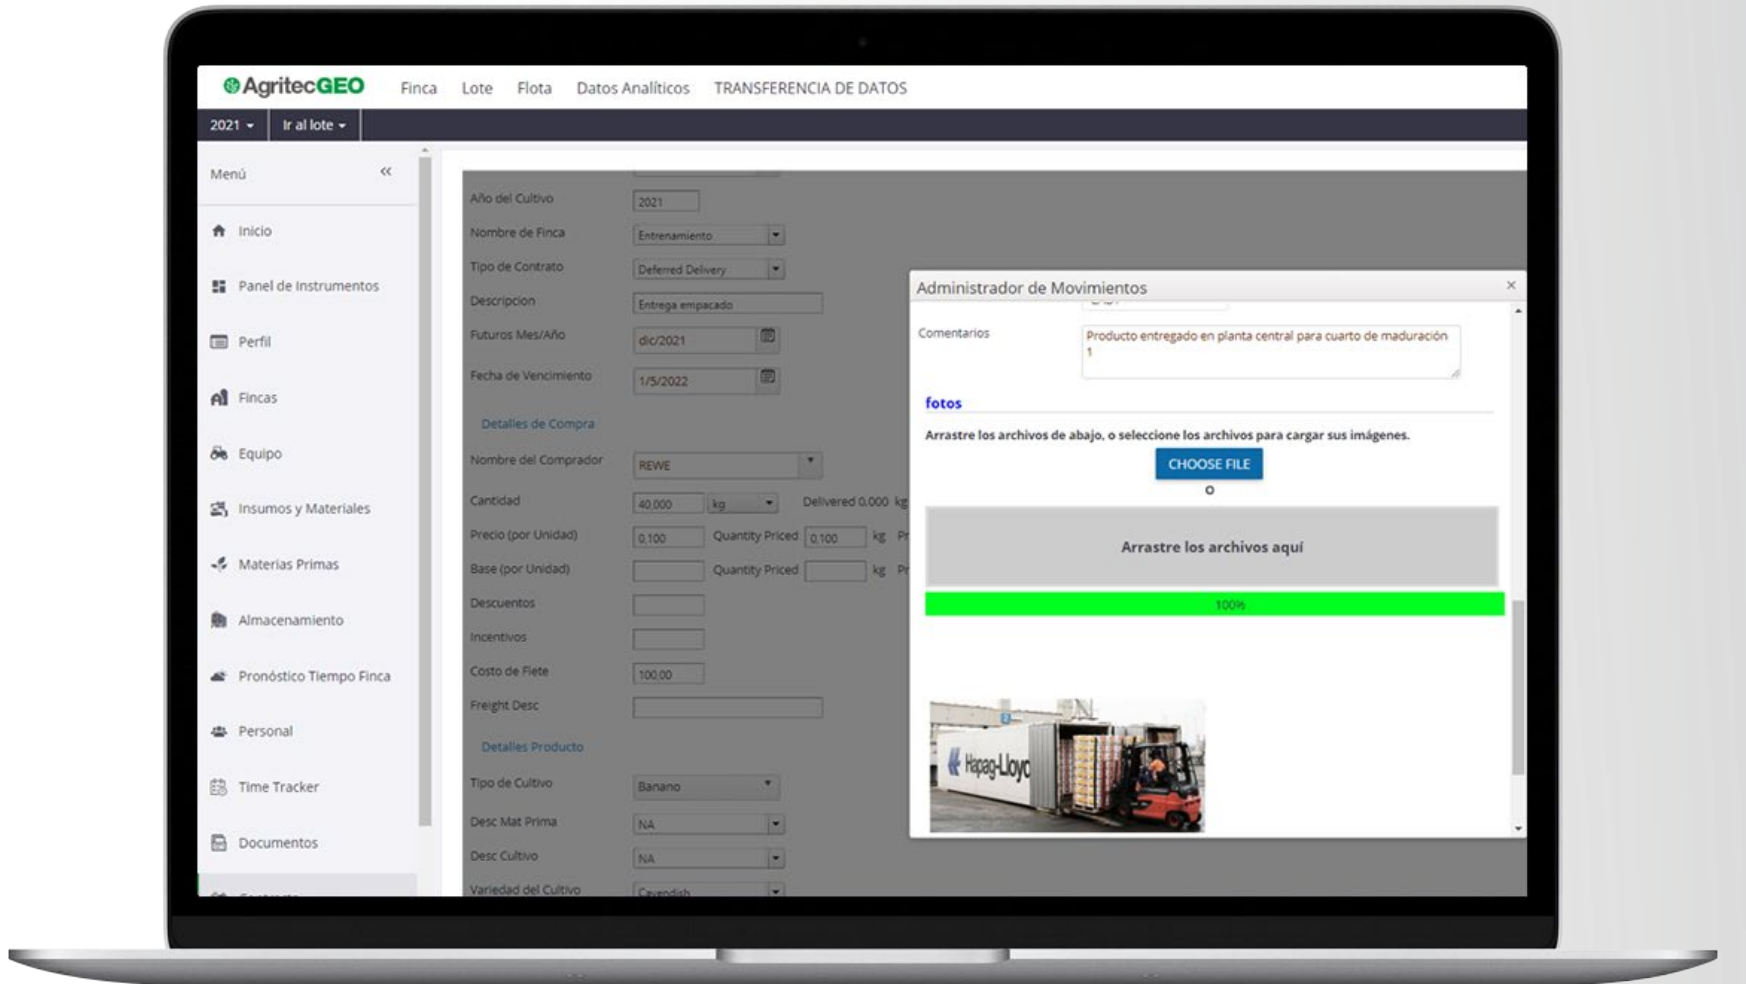 AgritecGEO Finca Lote Flota Datos Analíticos TRANSFERENCIA DE DATOS
2021 Ir al lote
Menú
Inicio
Panel de Instrumentos
Perfil
Fincas
Equipo
Insumos y Materiales
Materias Primas
Almacenamiento
Pronóstico Tiempo Finca
Personal
Time Tracker
Documentos
Año del Cultivo 2021
Nombre de Finca Entrenamiento
Tipo de Contrato Deferred Delivery
Descripcion Entrega empacado
Futuros Mes/Año dic/2021
Fecha de Vencimiento 1/5/2022
Detalles de Compra
Nombre del Comprador REWE
Cantidad 40,000 kg Delivered 0,000 kg
Precio (por Unidad) 0,100 Quantity Priced 0,100 kg Pr
Base (por Unidad) Quantity Priced kg Pr
Descuentos
Incentivos
Costo de Flete 100,00
Freight Desc
Detalles Producto
Tipo de Cultivo Banano
Desc Mat Prima NA
Desc Cultivo NA
Variedad del Cultivo Cavendish
Administrador de Movimientos
Comentarios Producto entregado en planta central para cuarto de maduración
1
fotos
Arrastre los archivos de abajo, o seleccione los archivos para cargar sus imágenes.
CHOOSE FILE
O
Arrastre los archivos aquí
100%
Hapag-Lloyd